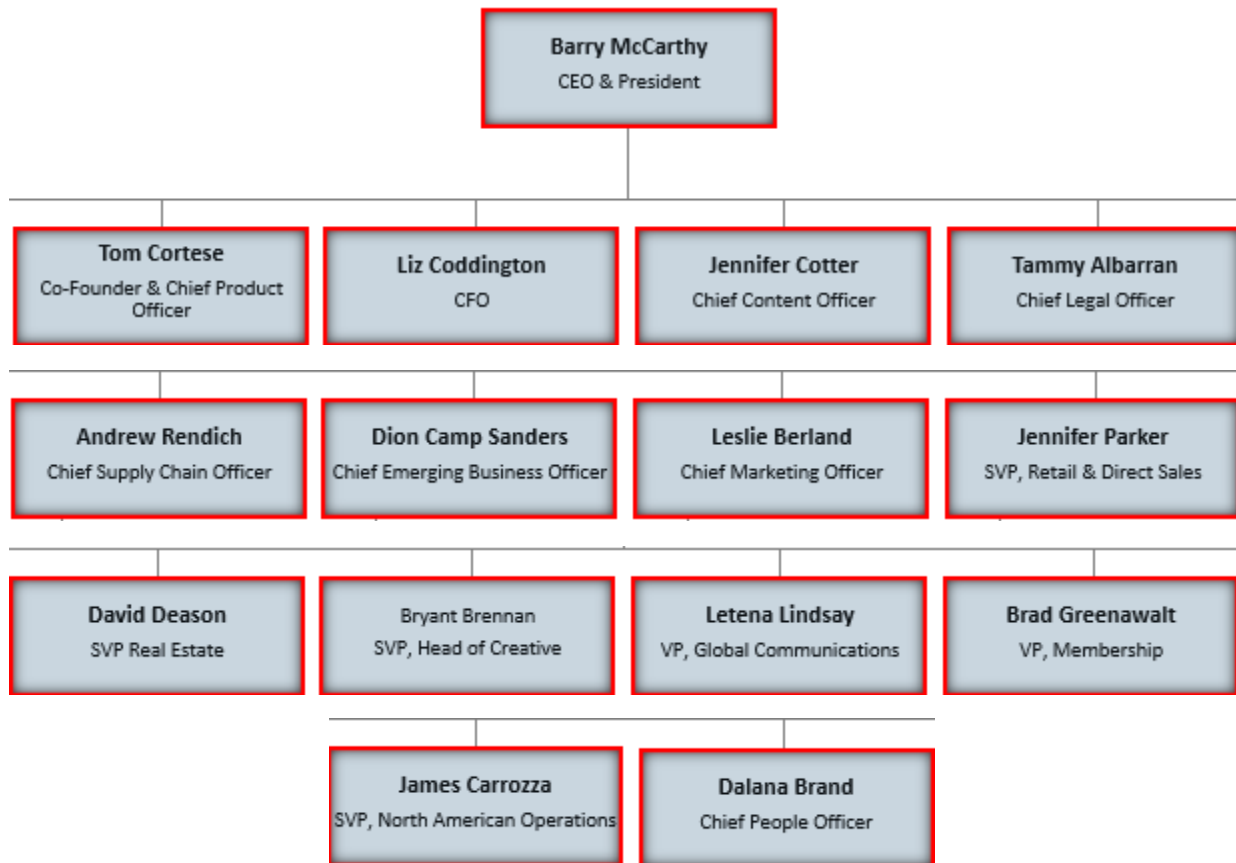 Barry McCarthy
CEO & President
Tom Cortese
Co-Founder & Chief Product
Officer
Liz Coddington
CFO
Jennifer Cotter
Chief Content Officer
Tammy Albarran
Chief Legal Officer
Andrew Rendich
Chief Supply Chain Officer
Dion Camp Sanders
Chief Emerging Business Officer
Leslie Berland
Chief Marketing Officer
Jennifer Parker
SVP, Retail & Direct Sales
David Deason
SVP Real Estate
Bryant Brennan
SVP, Head of Creative
Letena Lindsay
VP, Global Communications
Brad Greenawalt
VP, Membership
James Carrozza
SVP, North American Operations
Dalana Brand
Chief People Officer